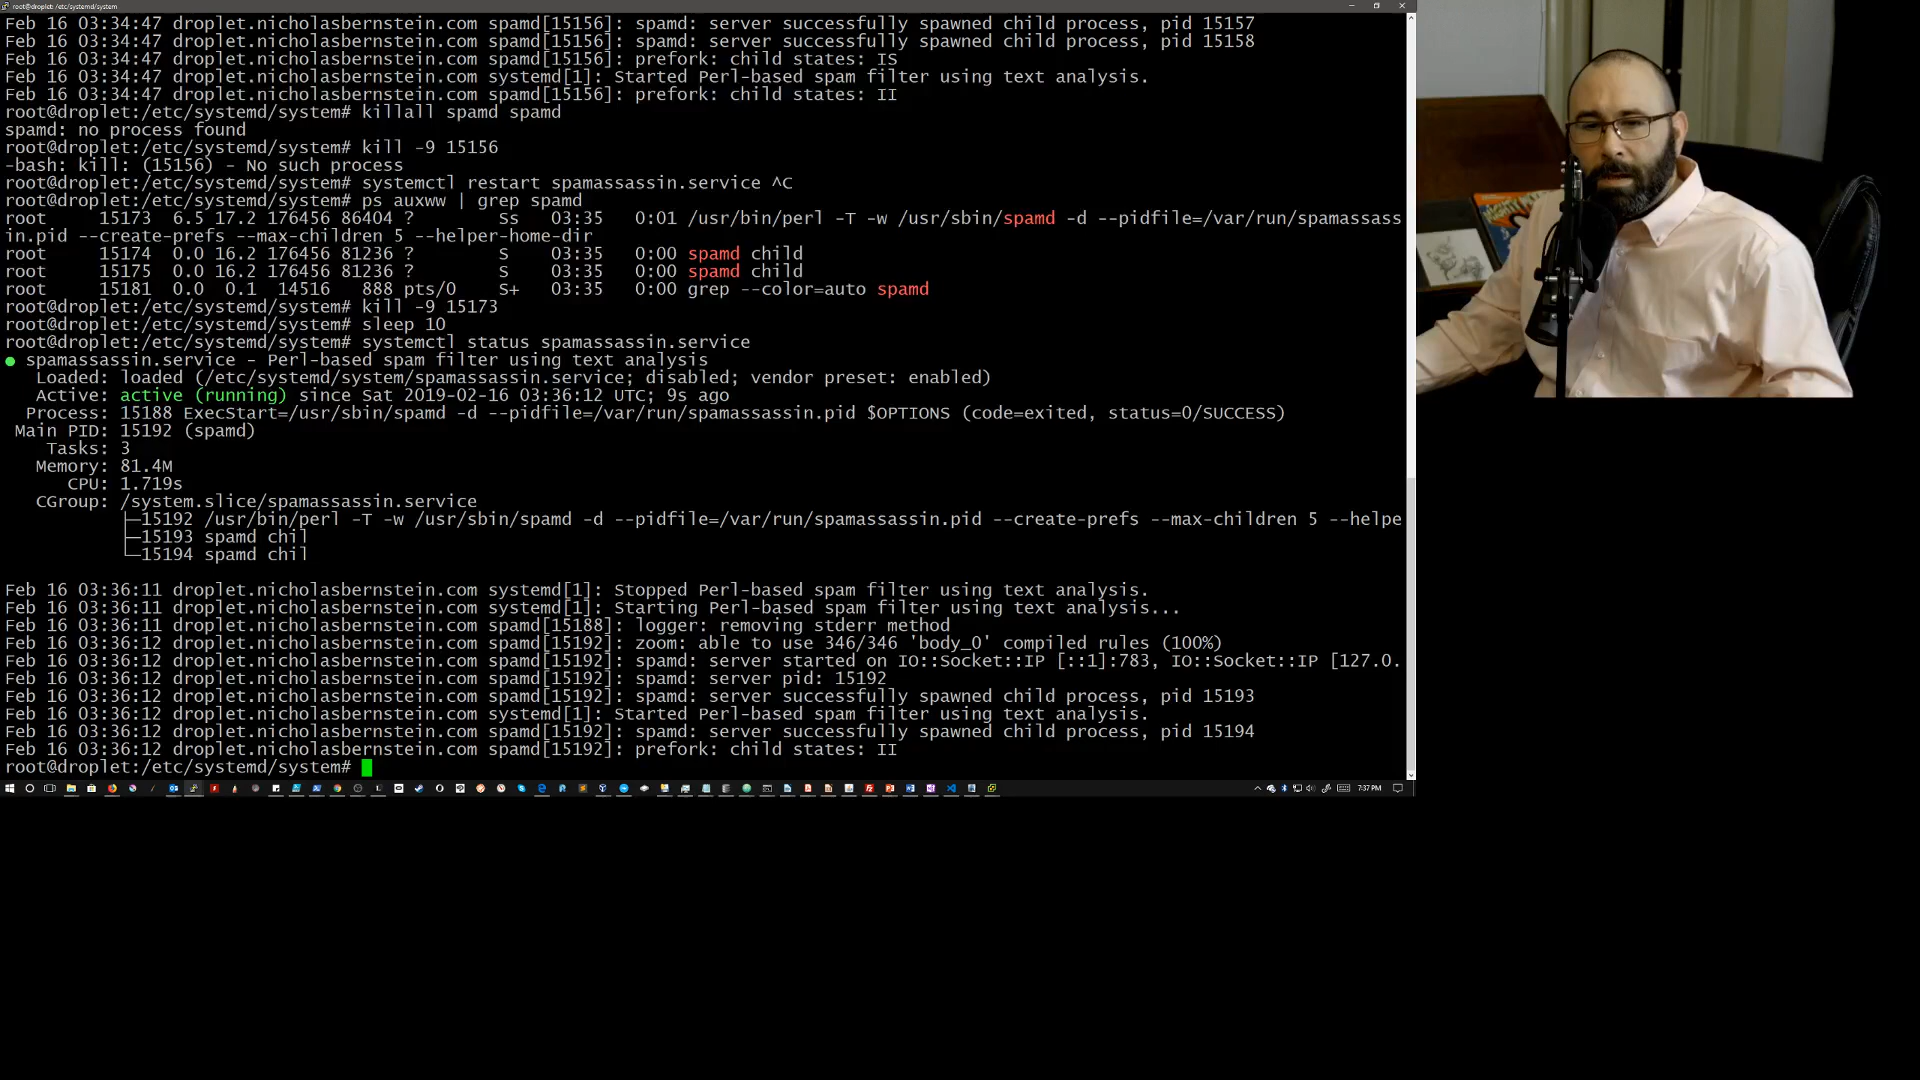 root@droplet: /etc/systemd/system
Feb 16 03:34:47 droplet.nicholasbernstein.com spamd[15156]: spamd: server successfully spawned child process, pid 15157
Feb 16 03:34:47 droplet.nicholasbernstein.com spamd[15156]: spamd: server successfully spawned child process, pid 15158
Feb 16 03:34:47 droplet.nicholasbernstein.com spamd[15156]: prefork: child states: IS
Feb 16 03:34:47 droplet.nicholasbernstein.com systemd[1]: Started Perl-based spam filter using text analysis.
Feb 16 03:34:47 droplet.nicholasbernstein.com spamd[15156]: prefork: child states: II
root@droplet:/etc/systemd/system# killall spamd spamd
spamd: no process found
root@droplet:/etc/systemd/system# kill -9 15156
-bash: kill: (15156) - No such process
root@droplet:/etc/systemd/system# systemctl restart spamassassin.service ^C
root@droplet:/etc/systemd/system# ps auxww | grep spamd
root     15173  6.5 17.2 176456 86404 ?        Ss   03:35   0:01 /usr/bin/perl -T -w /usr/sbin/spamd -d --pidfile=/var/run/spamassass
in.pid --create-prefs --max-children 5 --helper-home-dir
root     15174  0.0 16.2 176456 81236 ?        S    03:35   0:00 spamd child
root     15175  0.0 16.2 176456 81236 ?        S    03:35   0:00 spamd child
root     15181  0.0  0.1  14516   888 pts/0    S+   03:35   0:00 grep --color=auto spamd
root@droplet:/etc/systemd/system# kill -9 15173
root@droplet:/etc/systemd/system# sleep 10
root@droplet:/etc/systemd/system# systemctl status spamassassin.service
● spamassassin.service - Perl-based spam filter using text analysis
Loaded: loaded (/etc/systemd/system/spamassassin.service; disabled; vendor preset: enabled)
Active: active (running) since Sat 2019-02-16 03:36:12 UTC; 9s ago
Process: 15188 ExecStart=/usr/sbin/spamd -d --pidfile=/var/run/spamassassin.pid $OPTIONS (code=exited, status=0/SUCCESS)
Main PID: 15192 (spamd)
Tasks: 3
Memory: 81.4M
CPU: 1.719s
CGroup: /system.slice/spamassassin.service
├─15192 /usr/bin/perl -T -w /usr/sbin/spamd -d --pidfile=/var/run/spamassassin.pid --create-prefs --max-children 5 --helpe
├─15193 spamd chil
└─15194 spamd chil
Feb 16 03:36:11 droplet.nicholasbernstein.com systemd[1]: Stopped Perl-based spam filter using text analysis.
Feb 16 03:36:11 droplet.nicholasbernstein.com systemd[1]: Starting Perl-based spam filter using text analysis...
Feb 16 03:36:11 droplet.nicholasbernstein.com spamd[15188]: logger: removing stderr method
Feb 16 03:36:12 droplet.nicholasbernstein.com spamd[15192]: zoom: able to use 346/346 'body_0' compiled rules (100%)
Feb 16 03:36:12 droplet.nicholasbernstein.com spamd[15192]: spamd: server started on IO::Socket::IP [::1]:783, IO::Socket::IP [127.0.
Feb 16 03:36:12 droplet.nicholasbernstein.com spamd[15192]: spamd: server pid: 15192
Feb 16 03:36:12 droplet.nicholasbernstein.com spamd[15192]: spamd: server successfully spawned child process, pid 15193
Feb 16 03:36:12 droplet.nicholasbernstein.com systemd[1]: Started Perl-based spam filter using text analysis.
Feb 16 03:36:12 droplet.nicholasbernstein.com spamd[15192]: spamd: server successfully spawned child process, pid 15194
Feb 16 03:36:12 droplet.nicholasbernstein.com spamd[15192]: prefork: child states: II
root@droplet:/etc/systemd/system#
7:37 PM